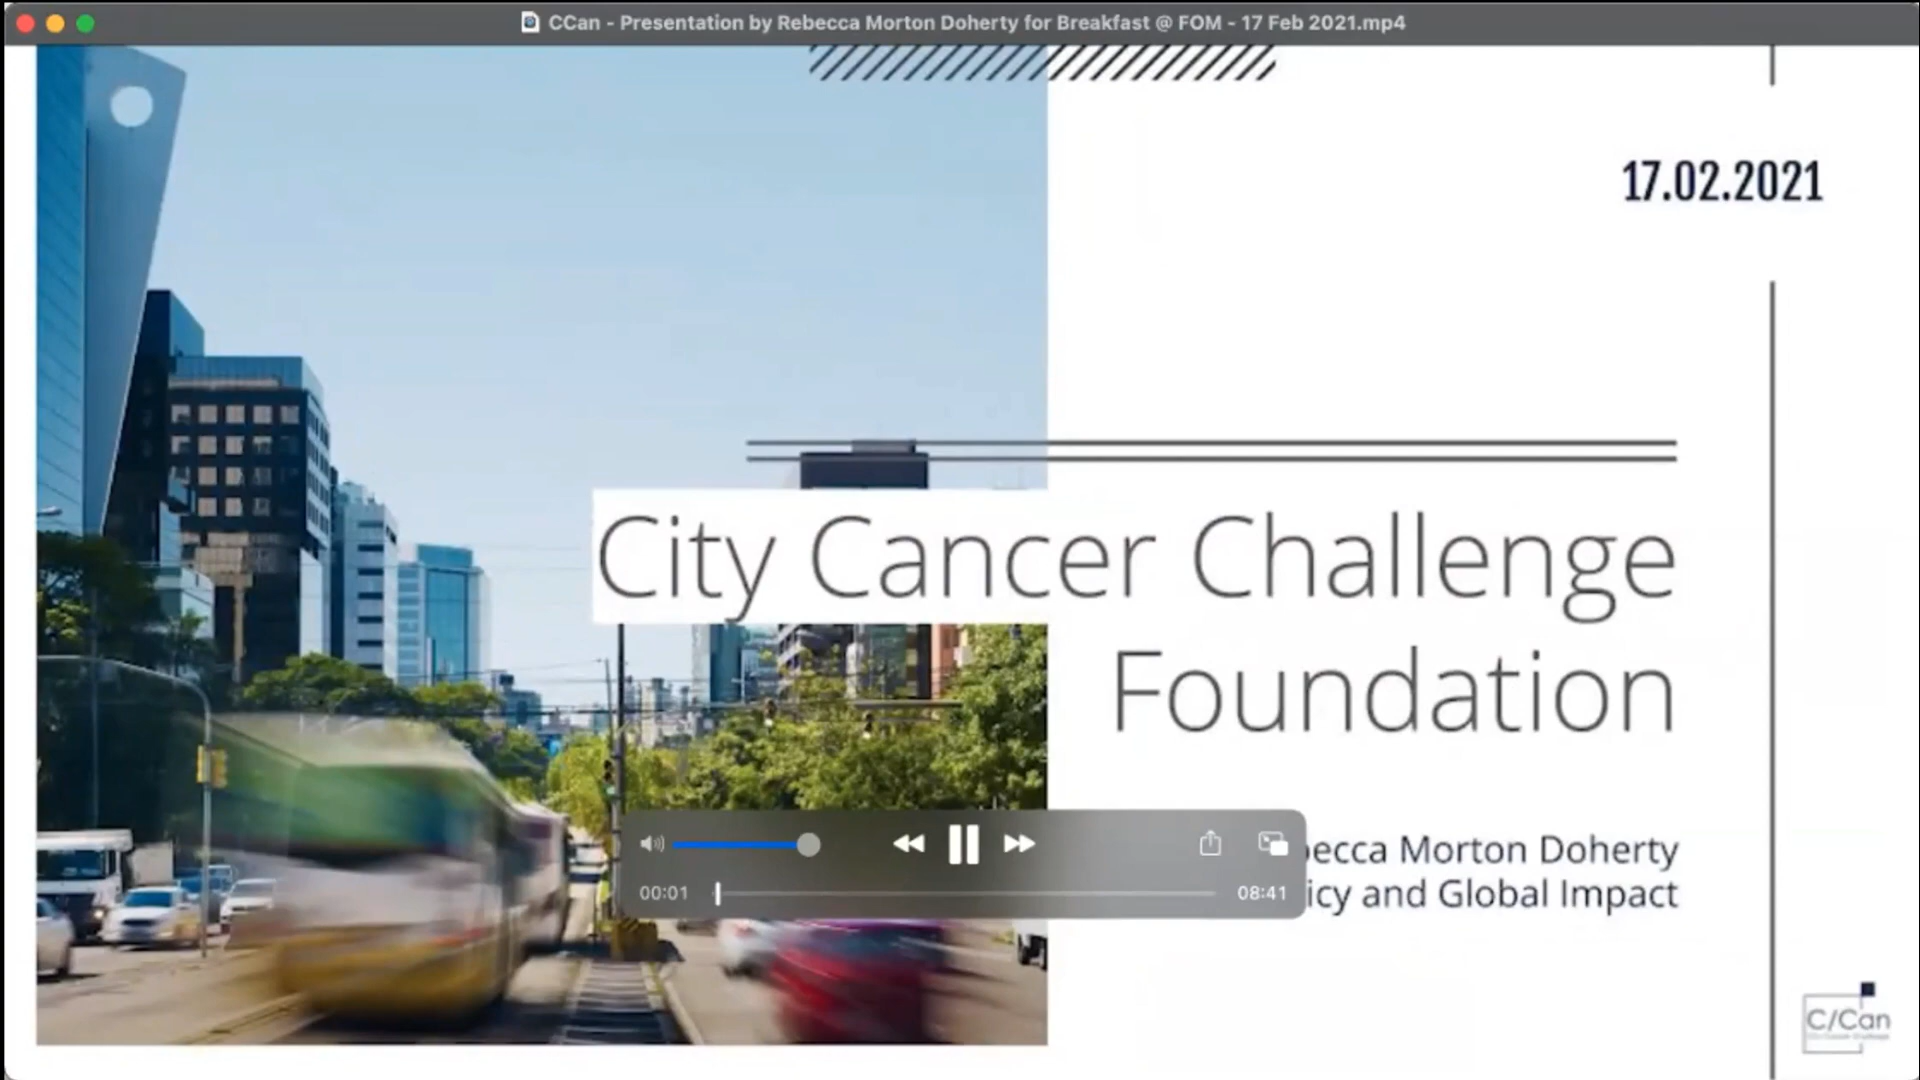 CCan - Presentation by Rebecca Morton Doherty for Breakfast @ FOM - 17 Feb 2021.mp4
17.02.2021
City Cancer Challenge
Foundation
becca Morton Doherty
icy and Global Impact
00:01
08:41
C/Can